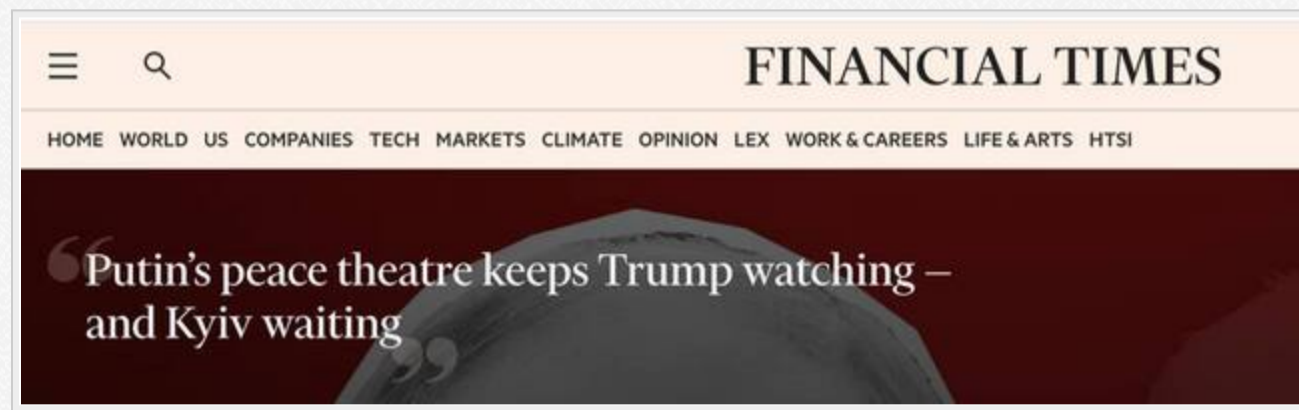 FINANCIAL TIMES
HOME WORLD US COMPANIES TECH MARKETS CLIMATE OPINION LEX WORK & CAREERS LIFE & ARTS HTSI
“Putin’s peace theatre keeps Trump watching –
and Kyiv waiting”